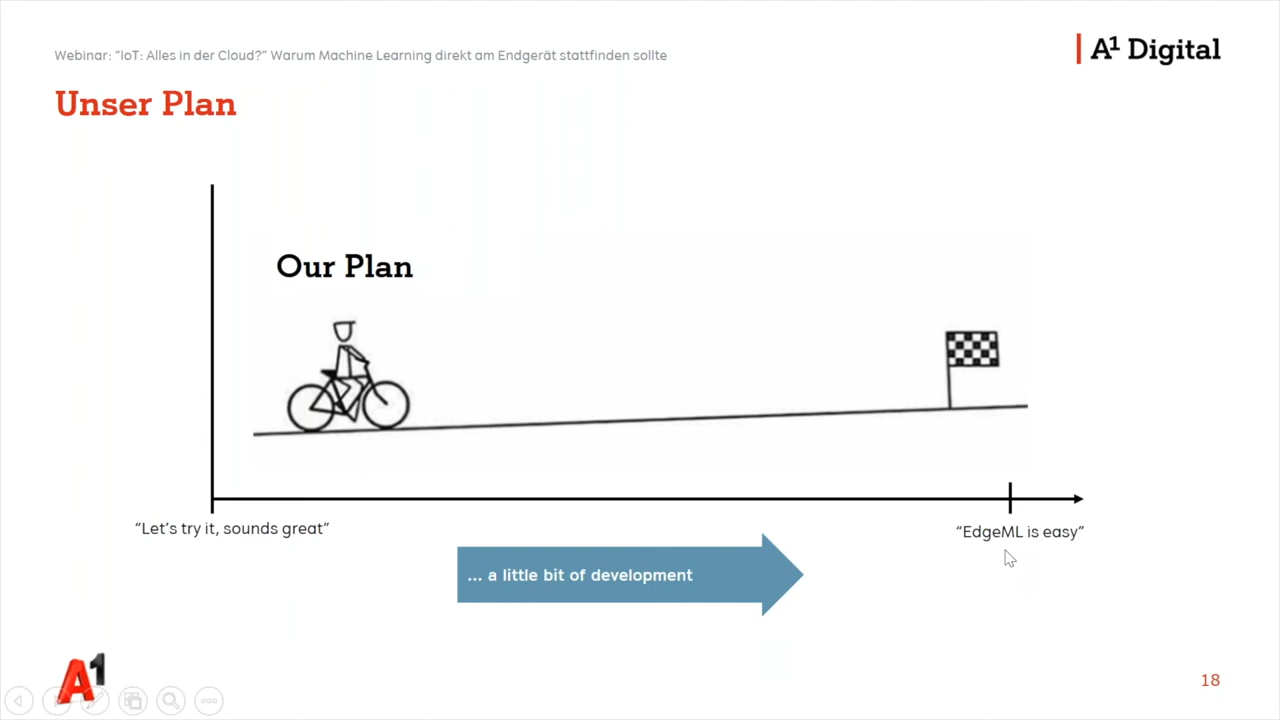 Webinar: “IoT: Alles in der Cloud?” Warum Machine Learning direkt am Endgerät stattfinden sollte
A¹ Digital
Unser Plan
Our Plan
“Let’s try it, sounds great”
“EdgeML is easy”
... a little bit of development
A1
18